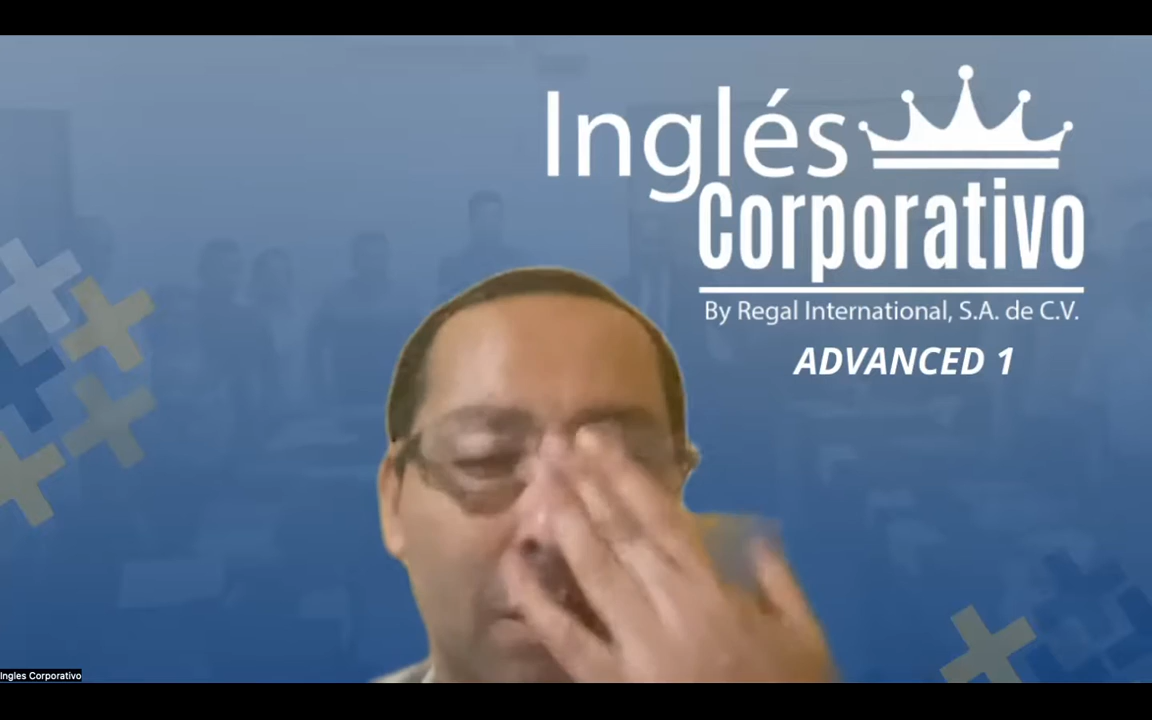 Inglés
Corporativo
By Regal International, S.A. de C.V.
ADVANCED 1
Ingles Corporativo